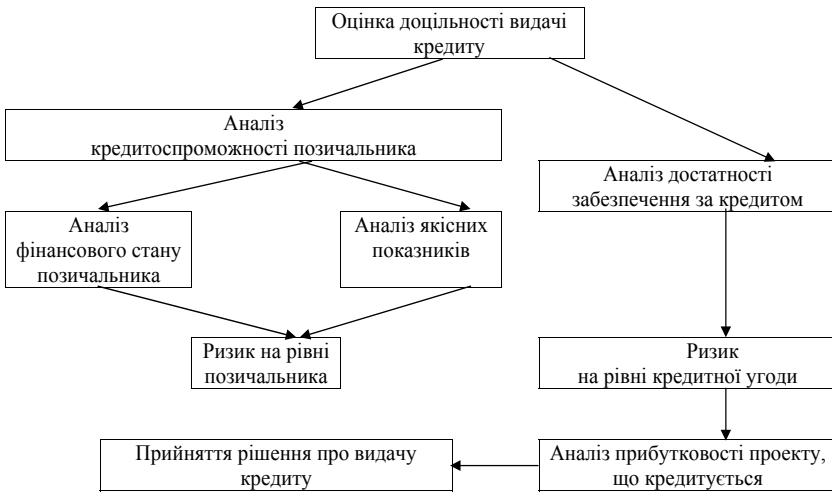 Оцінка доцільності видачі
кредиту
Аналіз
кредитоспроможності позичальника
Аналіз достатності
забезпечення за кредитом
Аналіз
фінансового стану
позичальника
Аналіз якісних
показників
Ризик на рівні
позичальника
Ризик
на рівні кредитної угоди
Прийняття рішення про видачу
кредиту
Аналіз прибутковості проекту,
що кредитується